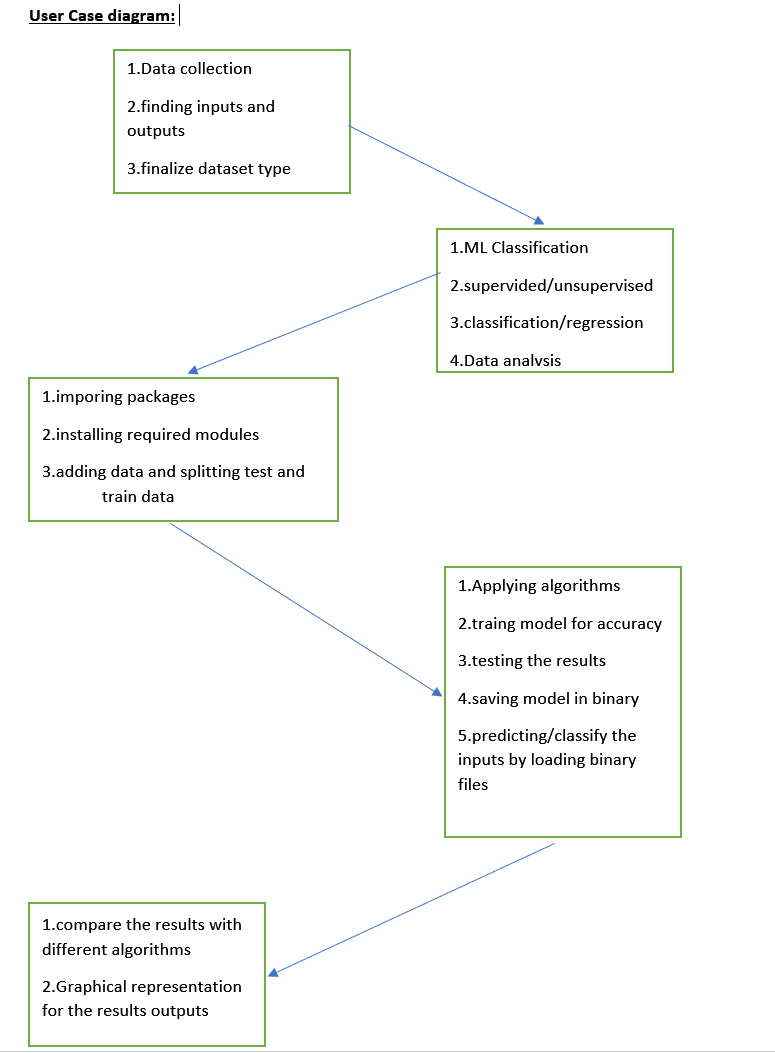 User Case diagram:
1.Data collection
2.finding inputs and
outputs
3.finalize dataset type
1.ML Classification
2.supervided/unsupervised
3.classification/regression
4.Data analvsis
1.imporing packages
2.installing required modules
3.adding data and splitting test and
train data
1.Applying algorithms
2.traing model for accuracy
3.testing the results
4.saving model in binary
5.predicting/classify the
inputs by loading binary
files
1.compare the results with
different algorithms
2.Graphical representation
for the results outputs